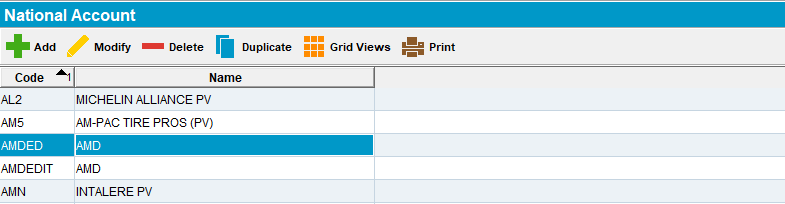 National Account
Add Modify Delete Duplicate Grid Views Print
Code 1 Name
AL2 MICHELIN ALLIANCE PV
AM5 AM-PAC TIRE PROS (PV)
AMDED AMD
AMDEDIT AMD
AMN INTALERE PV